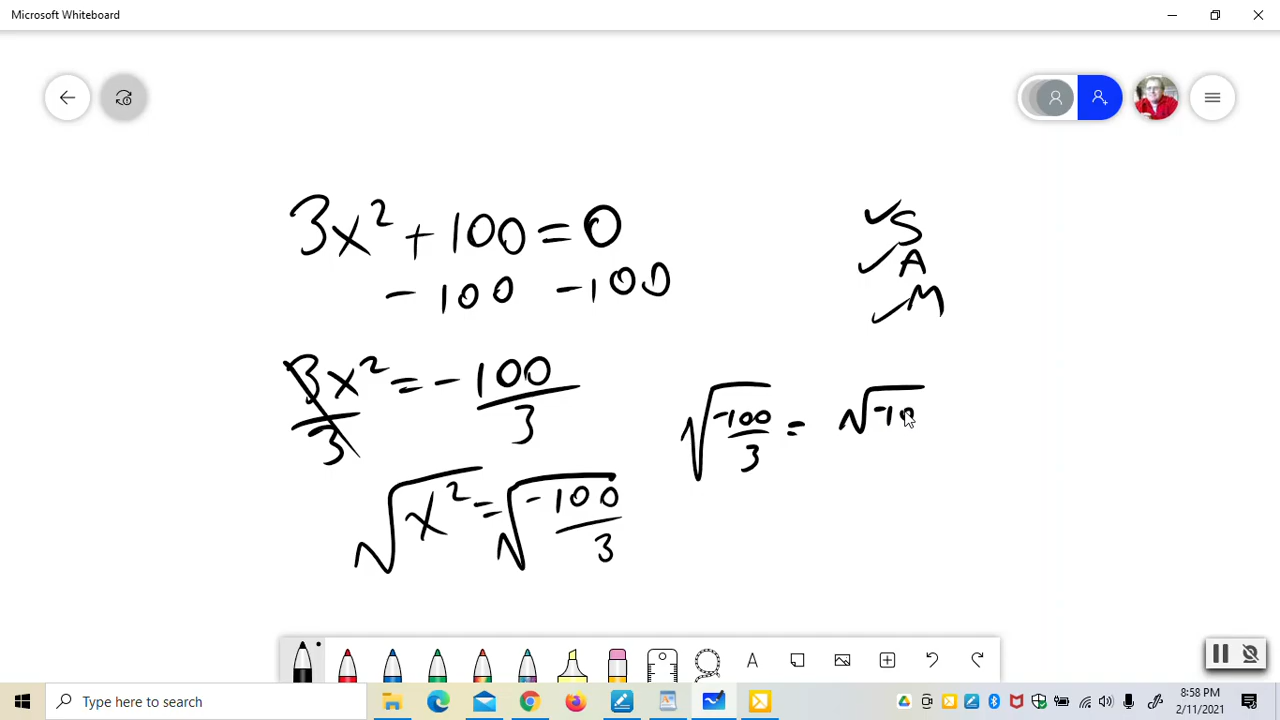 Microsoft Whiteboard
3x² + 100 = 0
- 100 - 100
S
A
M
3x² = - 100
3 3
√-100/3 = √-10
√x² = √-100/3
A
Type here to search
8:58 PM
2/11/2021